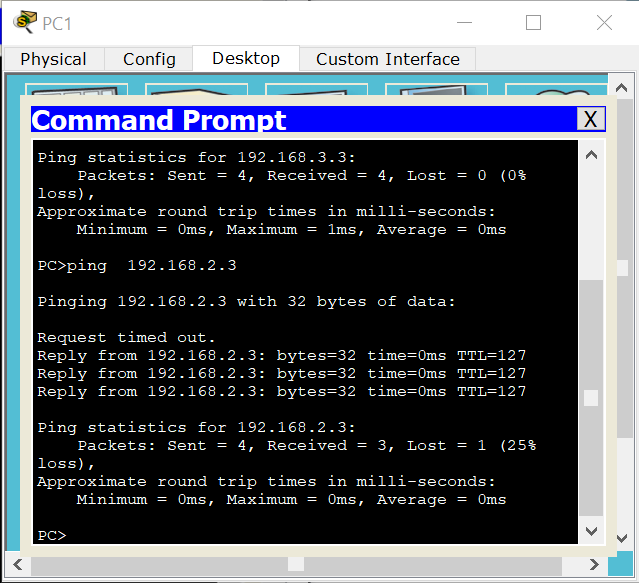 PC1
Physical Config Desktop Custom Interface
Command Prompt X
Ping statistics for 192.168.3.3:
    Packets: Sent = 4, Received = 4, Lost = 0 (0%
loss),
Approximate round trip times in milli-seconds:
    Minimum = 0ms, Maximum = 1ms, Average = 0ms
PC>ping  192.168.2.3
Pinging 192.168.2.3 with 32 bytes of data:
Request timed out.
Reply from 192.168.2.3: bytes=32 time=0ms TTL=127
Reply from 192.168.2.3: bytes=32 time=0ms TTL=127
Reply from 192.168.2.3: bytes=32 time=0ms TTL=127
Ping statistics for 192.168.2.3:
    Packets: Sent = 4, Received = 3, Lost = 1 (25%
loss),
Approximate round trip times in milli-seconds:
    Minimum = 0ms, Maximum = 0ms, Average = 0ms
PC>